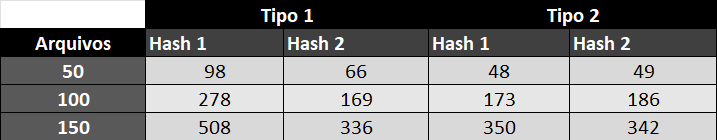 Tipo 1 Tipo 2
Arquivos Hash 1 Hash 2 Hash 1 Hash 2
50 98 66 48 49
100 278 169 173 186
150 508 336 350 342